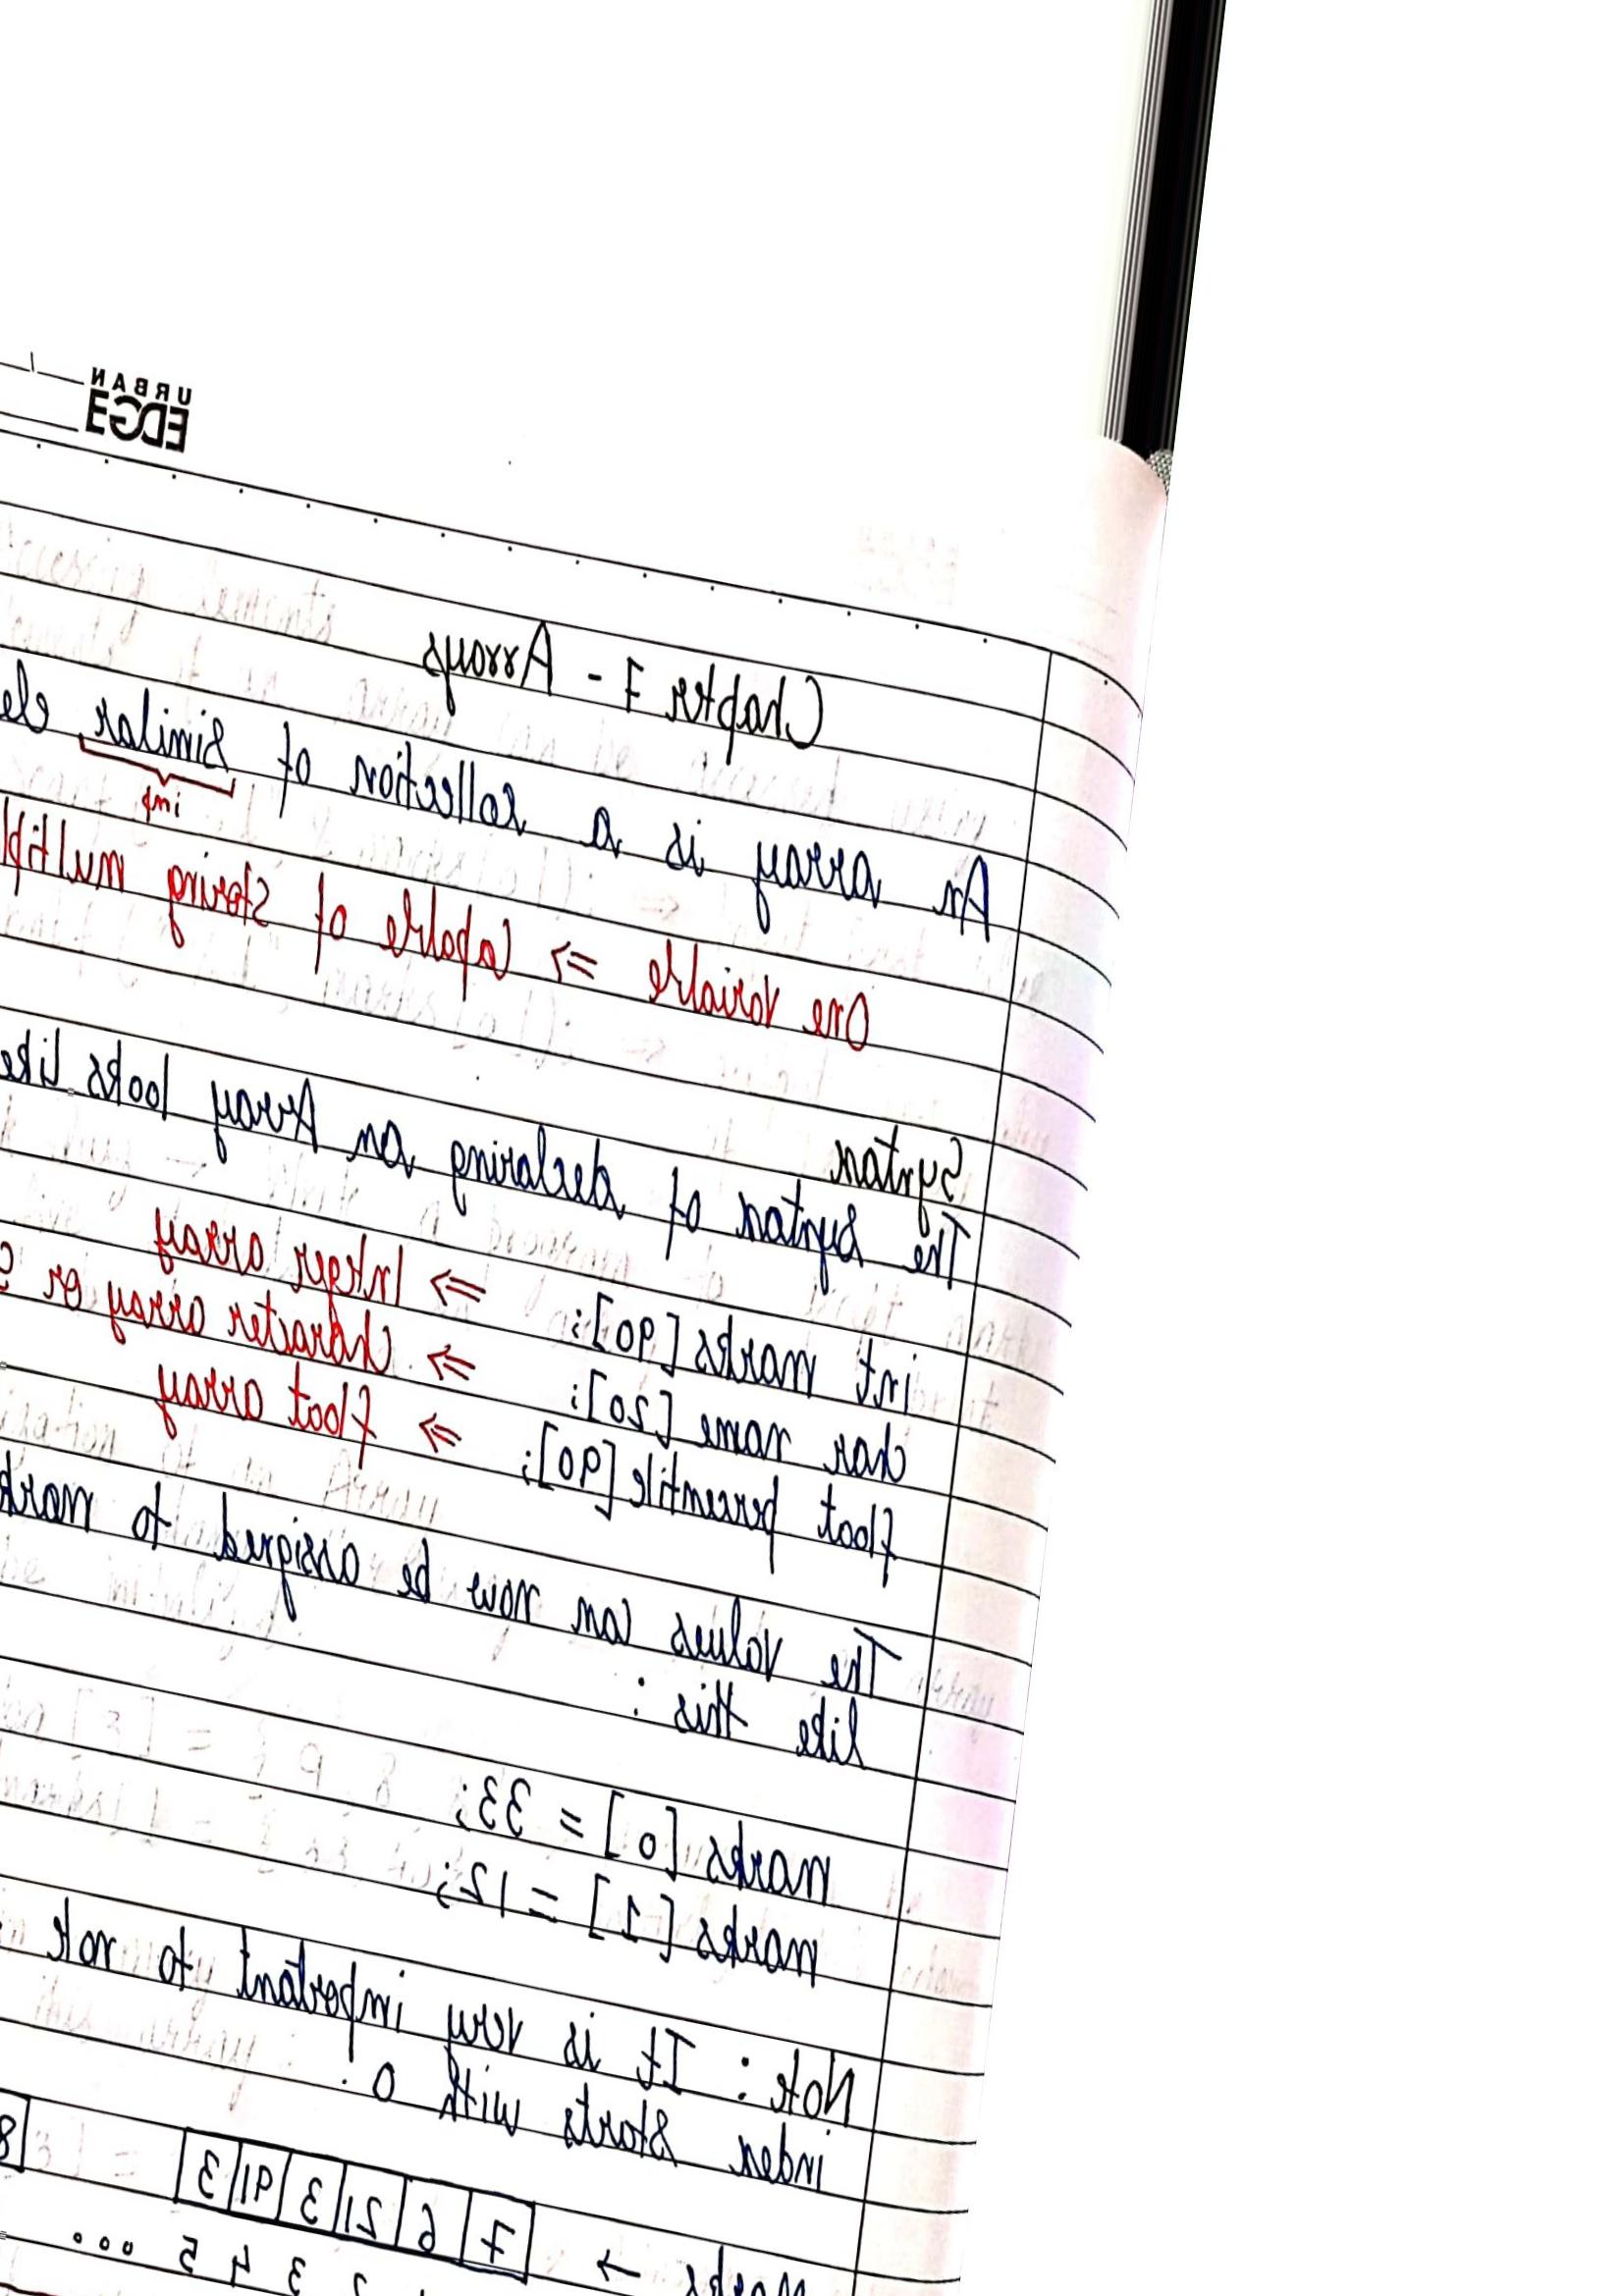 URBAN
EDGE
Chapter 7 - Arrays
An array is a collection of Similar ele
imp
One Variable => Capable of Storing multipl
Syntax
The Syntax of declaring an Array looks like
int marks [90]; => Integer array
char name [20]; => Character array or S
float percentile [90]; => float array
The values can now be assigned to mark
like this :
marks [0] = 33;
marks [1] = 12;
Note : It is very important to note
index starts with 0.
7 6 21 3 91 3 8
Marks → 2 3 4 5 ...